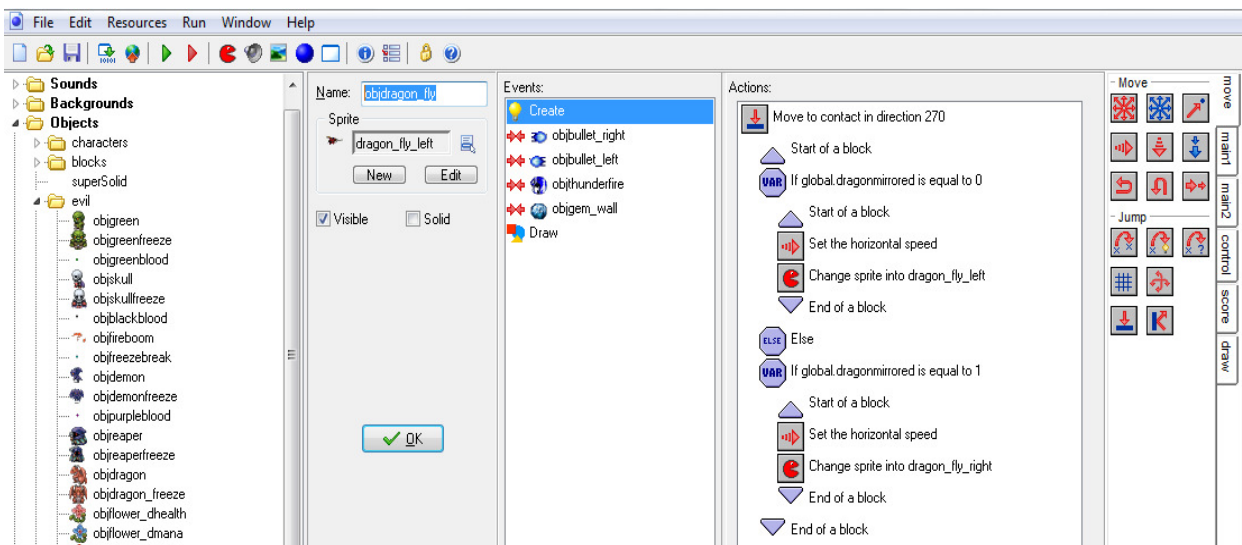 File Edit Resources Run Window Help
Sounds
Backgrounds
Objects
characters
blocks
superSolid
evil
objgreen
objgreenfreeze
objgreenblood
objskull
objskullfreeze
objblackblood
objfireboom
objfreezebreak
objdemon
objdemonfreeze
objpurpleblood
objreaper
objreaperfreeze
objdragon
objdragon_freeze
objflower_dhealth
objflower_dmana
Name: objdragon_fly
Sprite
dragon_fly_left
New Edit
Visible Solid
OK
Events:
Create
objbullet_right
objbullet_left
objthunderfire
objgem_wall
Draw
Actions:
Move to contact in direction 270
Start of a block
VAR If global.dragonmirrored is equal to 0
Start of a block
Set the horizontal speed
Change sprite into dragon_fly_left
End of a block
ELSE Else
VAR If global.dragonmirrored is equal to 1
Start of a block
Set the horizontal speed
Change sprite into dragon_fly_right
End of a block
End of a block
Move
Jump
move
main1
main2
control
score
draw